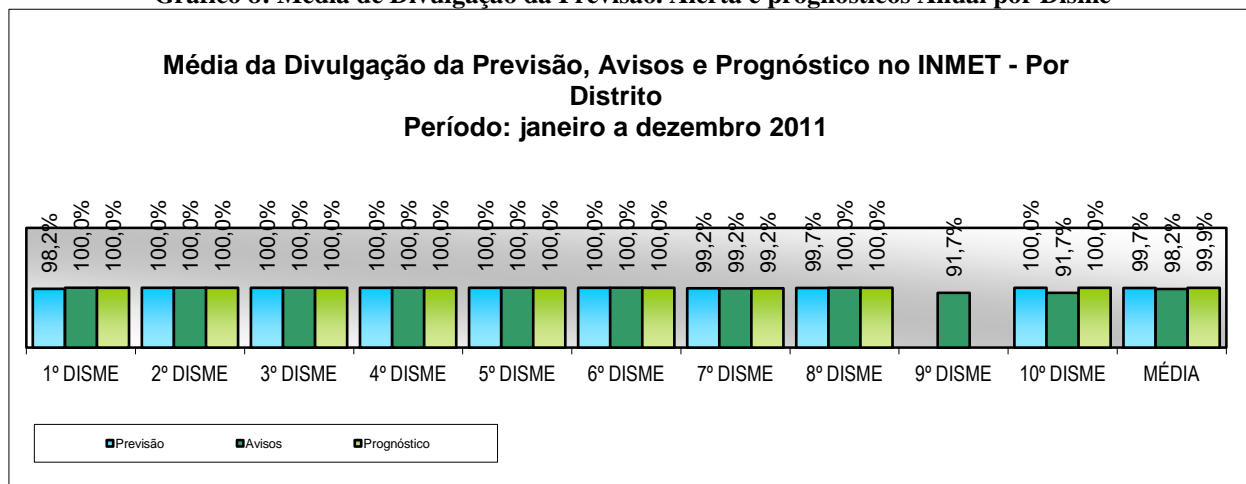 Gráfico 8: Média de Divulgação da Previsão. Alerta e prognósticos Anual por Disme
Média da Divulgação da Previsão, Avisos e Prognóstico no INMET - Por
Distrito
Período: janeiro a dezembro 2011
98,2% 100,0% 100,0% 100,0% 100,0% 100,0% 100,0% 100,0% 100,0% 100,0% 100,0% 100,0% 100,0% 100,0% 100,0% 100,0% 100,0% 100,0% 99,2% 99,2% 99,2% 99,7% 100,0% 100,0% 91,7% 100,0% 91,7% 100,0% 99,7% 98,2% 99,9%
1º DISME 2º DISME 3º DISME 4º DISME 5º DISME 6º DISME 7º DISME 8º DISME 9º DISME 10º DISME MÉDIA
Previsão Avisos Prognóstico